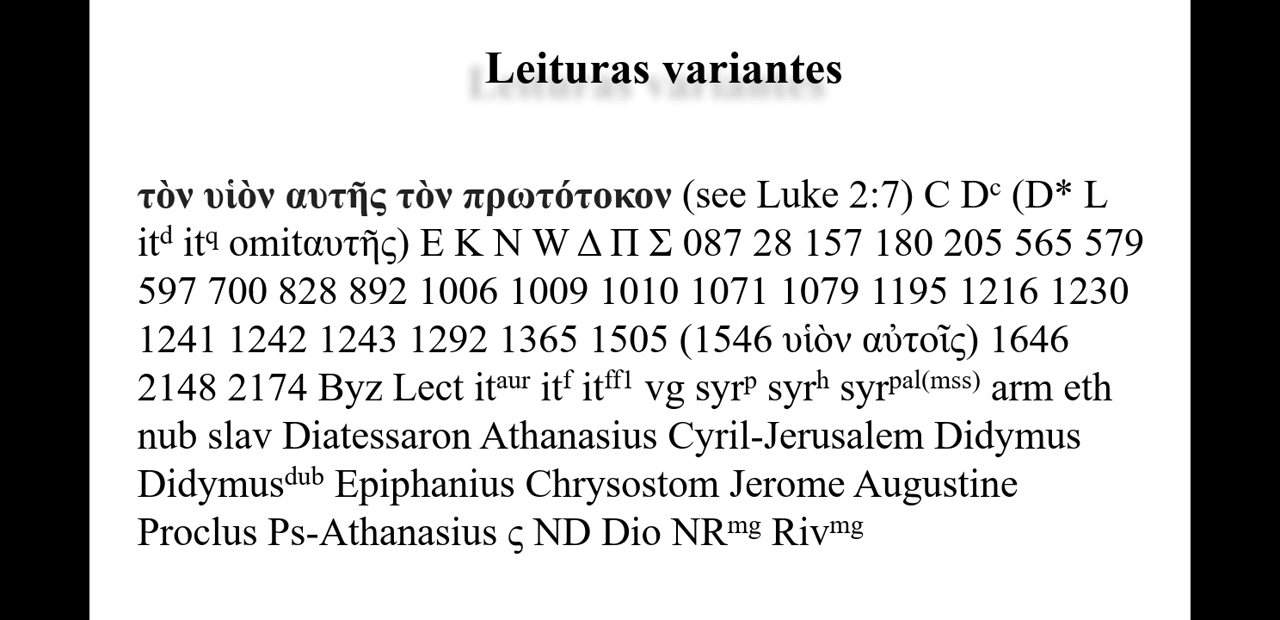 Leituras variantes
τὸν υἱὸν αυτῆς τὸν πρωτότοκον (see Luke 2:7) C Dᶜ (D* L
itᵈ it^q omitαυτῆς) E K N W Δ Π Σ 087 28 157 180 205 565 579
597 700 828 892 1006 1009 1010 1071 1079 1195 1216 1230
1241 1242 1243 1292 1365 1505 (1546 υἱὸν αὐτοῖς) 1646
2148 2174 Byz Lect itᵃᵘʳ itᶠ itᶠᶠ¹ vg syrᵖ syrʰ syrᵖᵃˡ⁽ᵐˢˢ⁾ arm eth
nub slav Diatessaron Athanasius Cyril-Jerusalem Didymus
Didymusᵈᵘᵇ Epiphanius Chrysostom Jerome Augustine
Proclus Ps-Athanasius ς ND Dio NRᵐᵍ Rivᵐᵍ